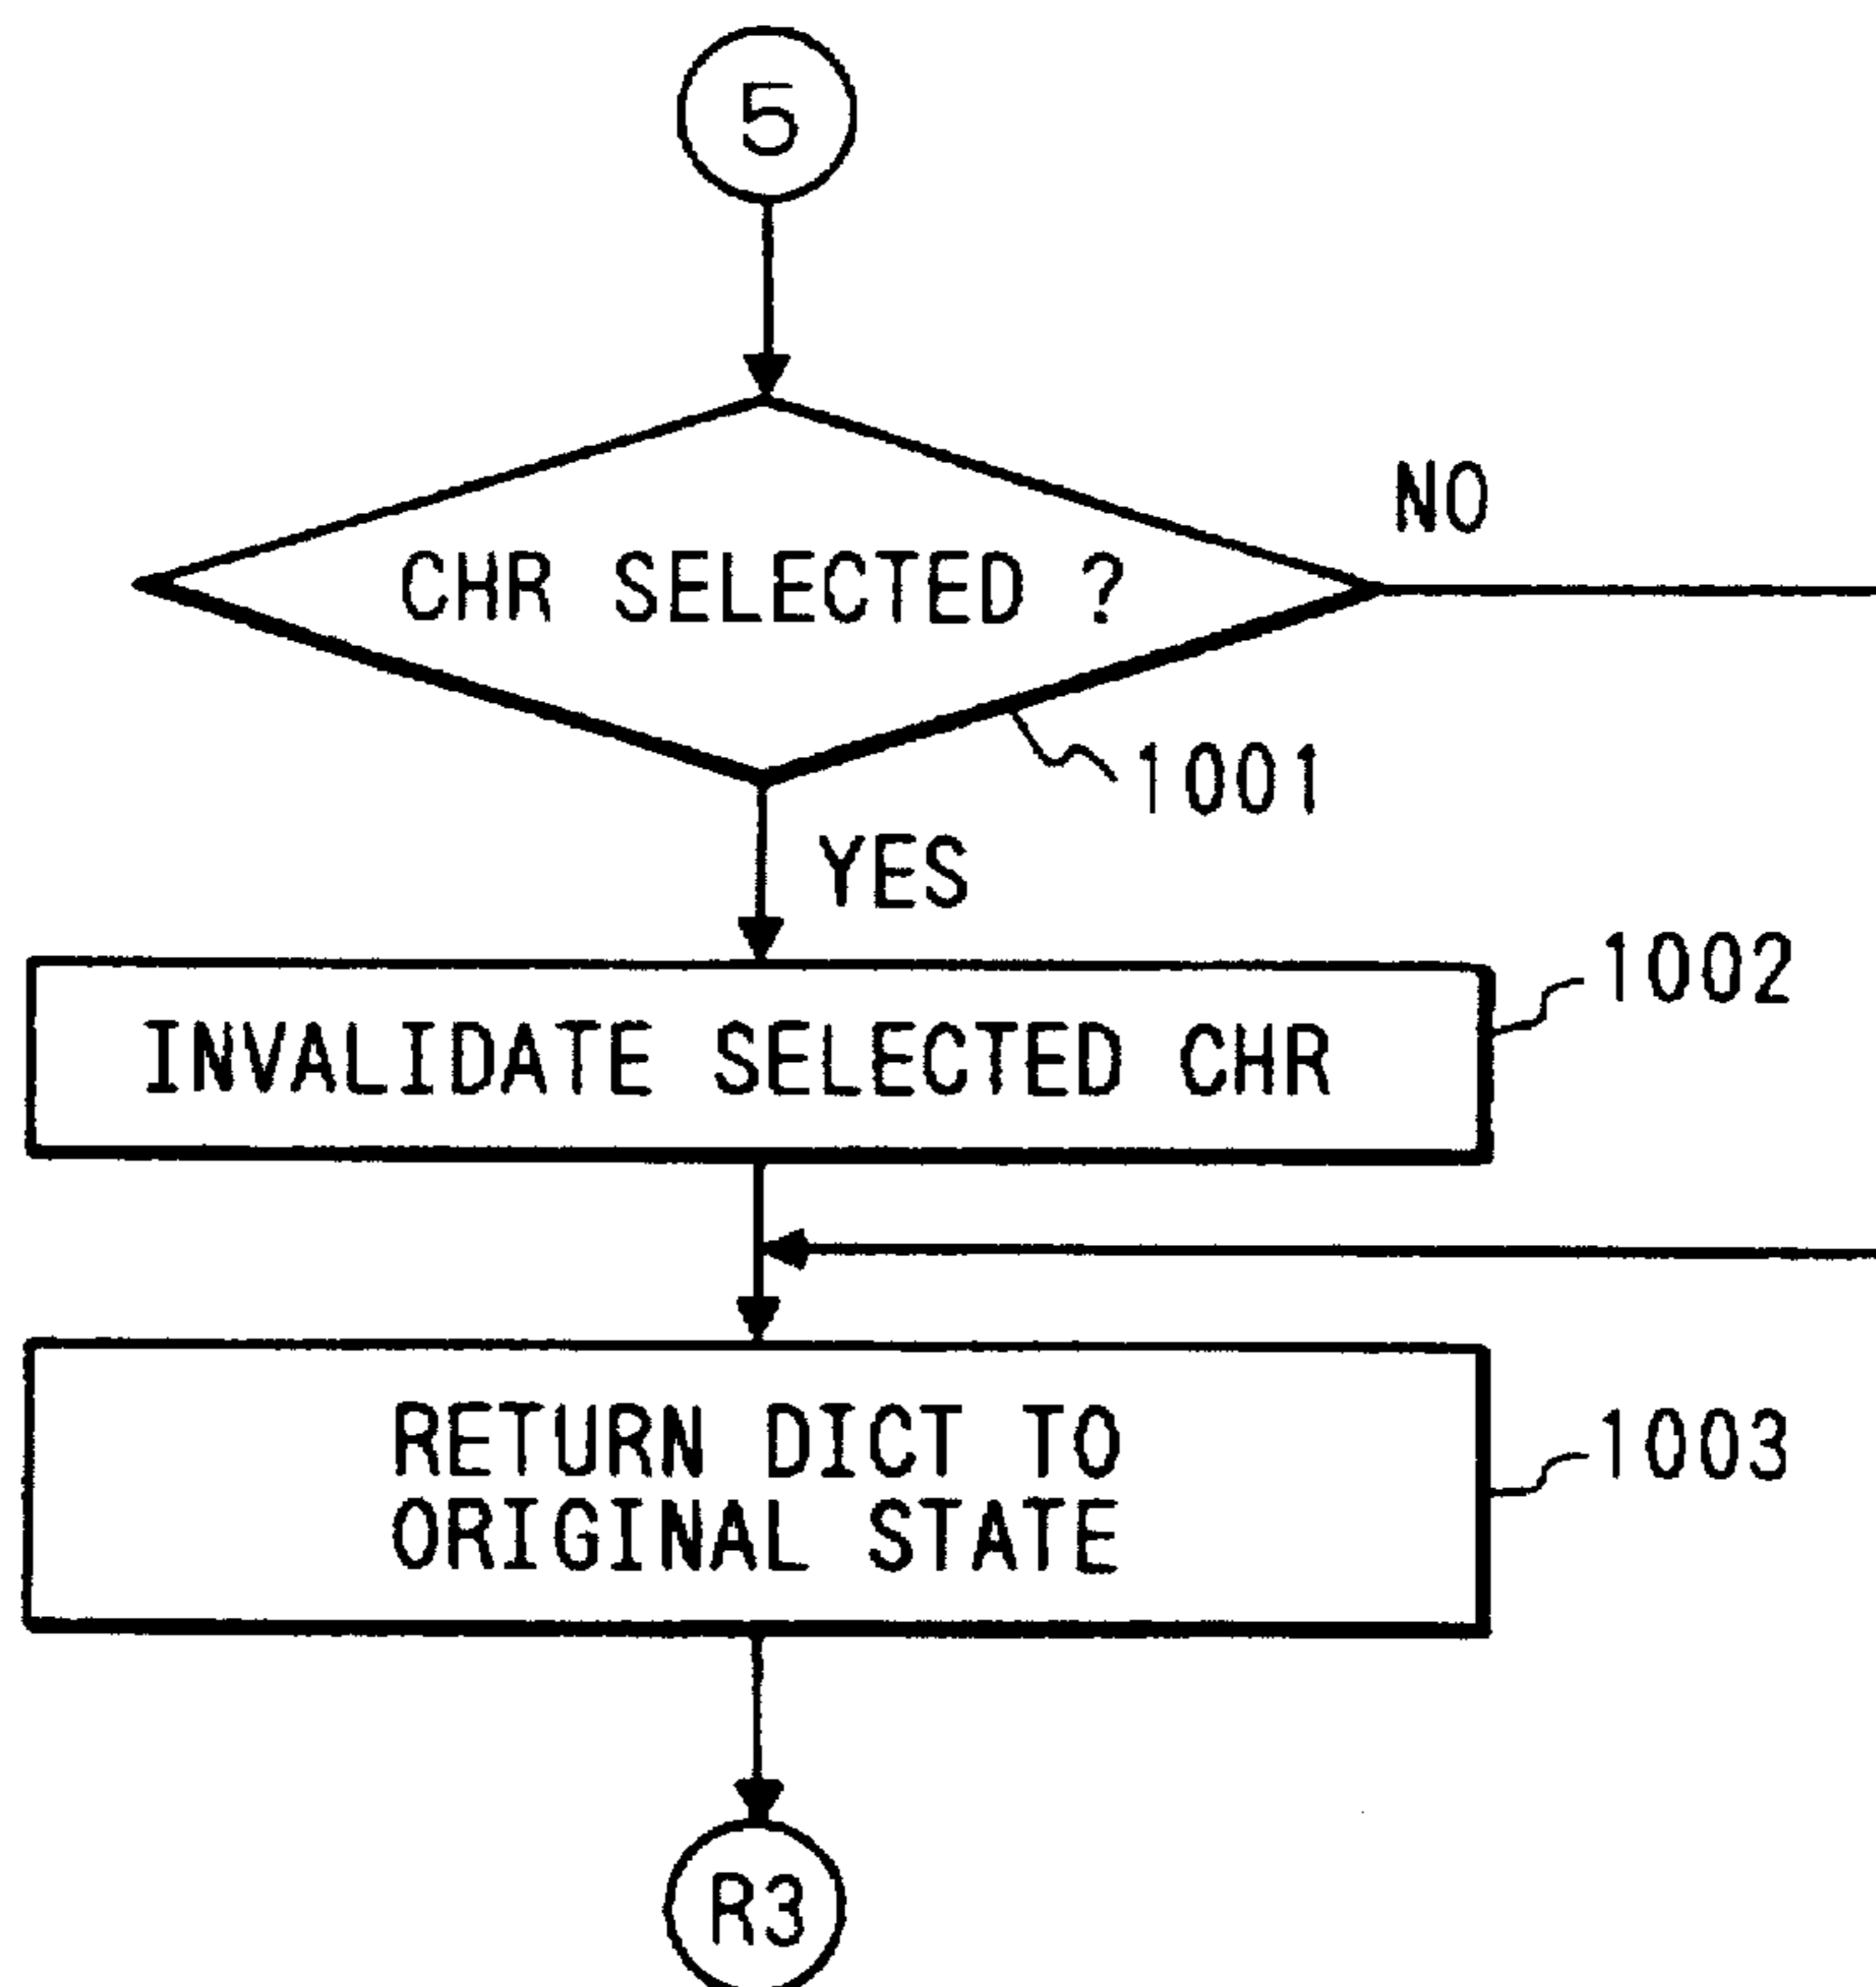 5
NO
CHR SELECTED ?
1001
YES
1002
INVALIDATE SELECTED CHR
RETURN DICT TO
1003
ORIGINAL STATE
R3